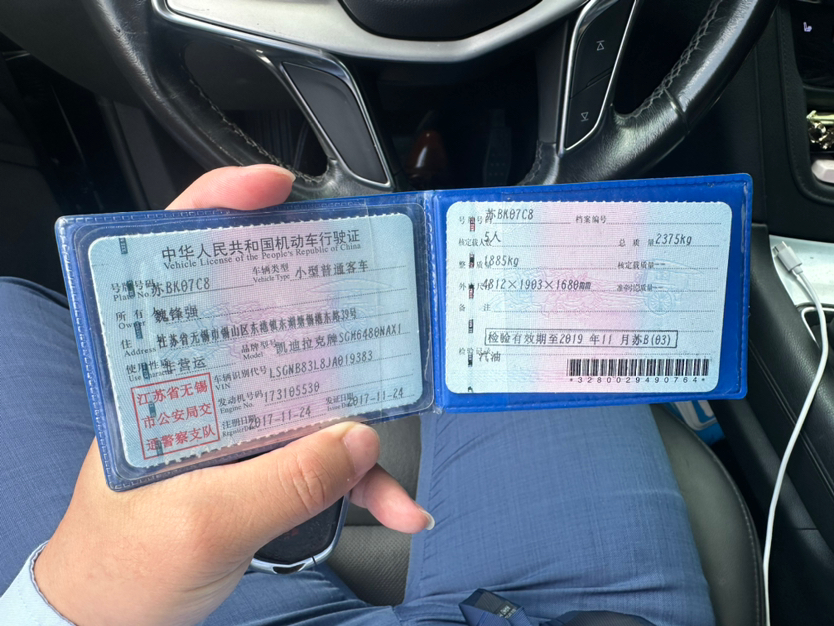 中华人民共和国机动车行驶证
Vehicle License of the People's Republic of China
号牌号码 苏BK07C8 车辆类型 小型普通客车
Plate No. Vehicle Type
所有人 魏锋强
Owner
住 江苏省无锡市锡山区东港镇东湖塘锡港东路39号
Address
使用性质 非营运 品牌型号 凯迪拉克牌SGM6480NAX1
Model
江苏省无锡
市公安局交
通警察支队
车辆识别代号 LSGNB83L8JA019383
VIN
发动机号码 173105530
Engine No.
注册日期 2017-11-24 发证日期 2017-11-24
Register Date Issue Date
号牌号码 苏BK07C8 档案编号
核定载人数 5人 总质量 2375kg
整备质量 1885kg 核定载质量 --
外 4812×1903×1680mm 准牵引总质量 --
备注
检验有效期至2019年11月苏B(03)
检验记录 汽油
*3280029490764*